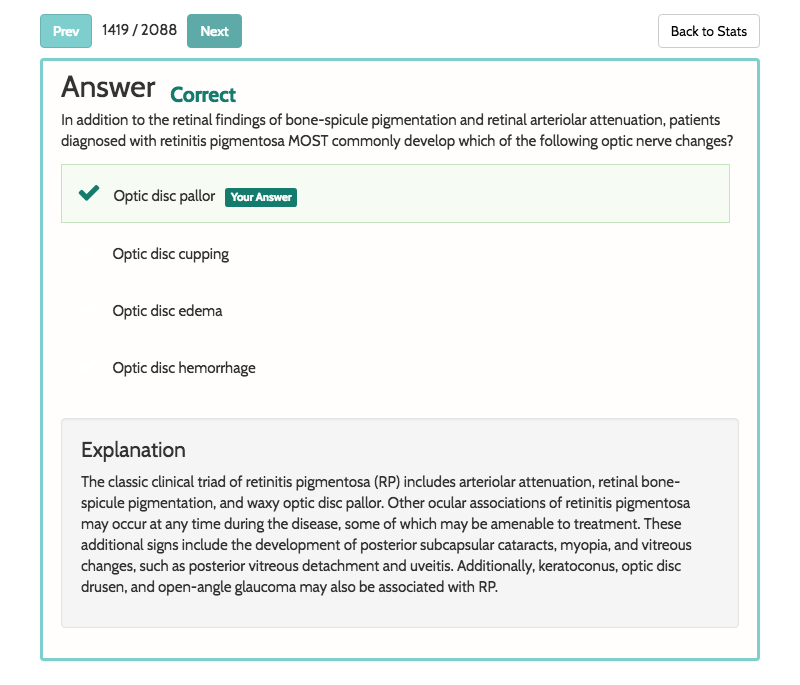 Prev 1419 / 2088 Next Back to Stats
Answer Correct
In addition to the retinal findings of bone-spicule pigmentation and retinal arteriolar attenuation, patients
diagnosed with retinitis pigmentosa MOST commonly develop which of the following optic nerve changes?
Optic disc pallor Your Answer
Optic disc cupping
Optic disc edema
Optic disc hemorrhage
Explanation
The classic clinical triad of retinitis pigmentosa (RP) includes arteriolar attenuation, retinal bone-
spicule pigmentation, and waxy optic disc pallor. Other ocular associations of retinitis pigmentosa
may occur at any time during the disease, some of which may be amenable to treatment. These
additional signs include the development of posterior subcapsular cataracts, myopia, and vitreous
changes, such as posterior vitreous detachment and uveitis. Additionally, keratoconus, optic disc
drusen, and open-angle glaucoma may also be associated with RP.